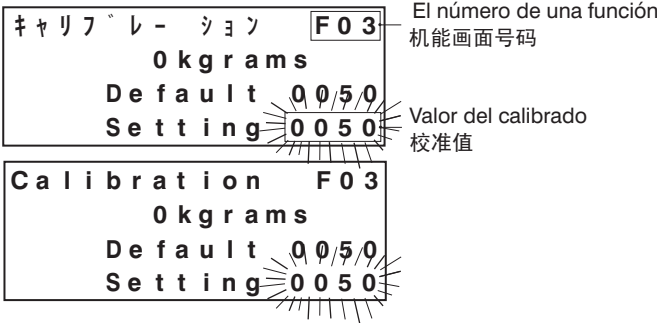 キャリブレーション F03
0kgrams
Default 0050
Setting 0050
El número de una función
机能画面号码
Valor del calibrado
校准值
Calibration F03
0kgrams
Default 0050
Setting 0050